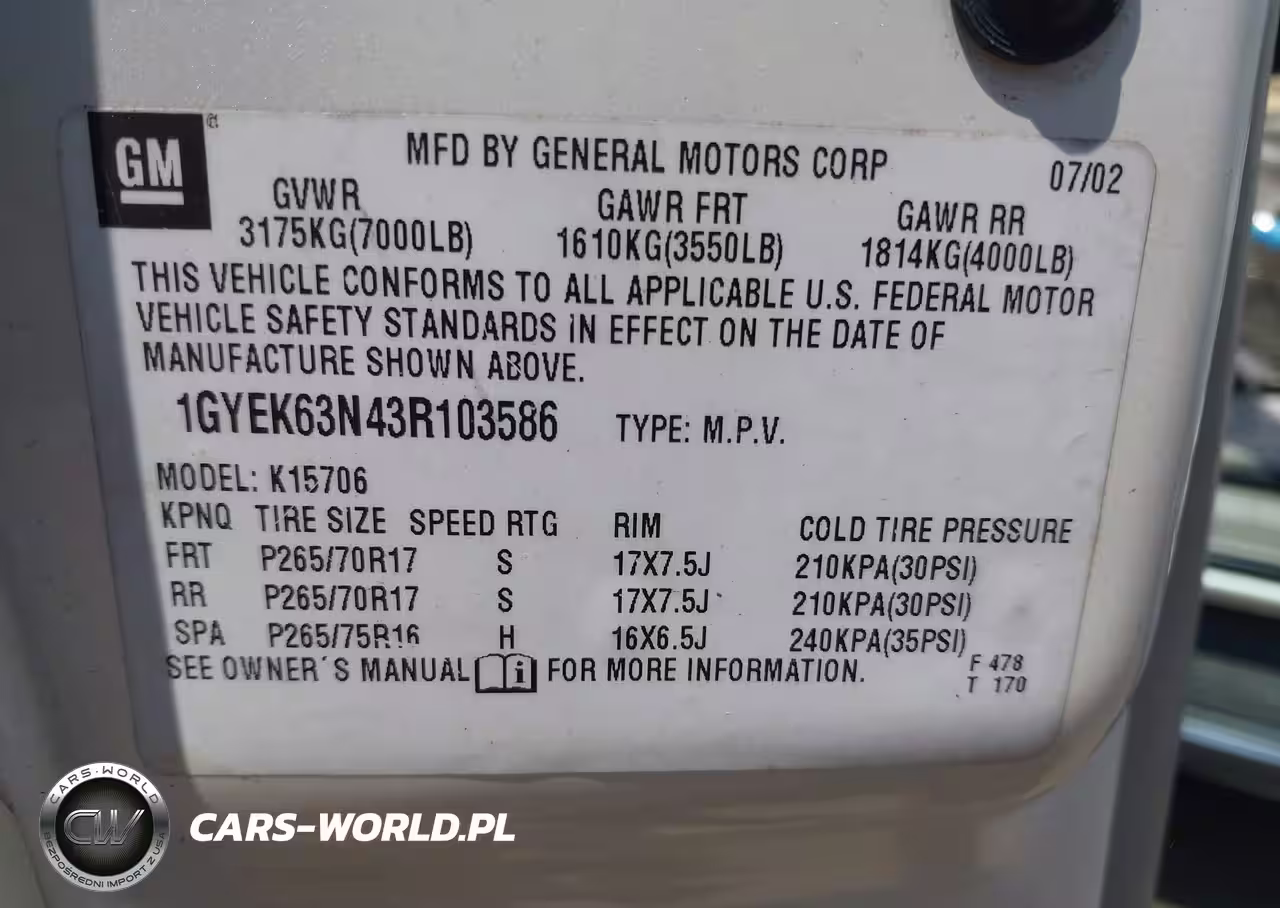 GM
MFD BY GENERAL MOTORS CORP 07/02
GVWR GAWR FRT GAWR RR
3175KG(7000LB) 1610KG(3550LB) 1814KG(4000LB)
THIS VEHICLE CONFORMS TO ALL APPLICABLE U.S. FEDERAL MOTOR
VEHICLE SAFETY STANDARDS IN EFFECT ON THE DATE OF
MANUFACTURE SHOWN ABOVE.
1GYEK63N43R103586 TYPE: M.P.V.
MODEL: K15706
KPNQ TIRE SIZE SPEED RTG RIM COLD TIRE PRESSURE
FRT P265/70R17 S 17X7.5J 210KPA(30PSI)
RR P265/70R17 S 17X7.5J 210KPA(30PSI)
SPA P265/75R16 H 16X6.5J 240KPA(35PSI)
SEE OWNER'S MANUAL i FOR MORE INFORMATION.
F 478
T 170
CARS-WORLD
CW
BEZPOŚREDNI IMPORT Z USA
CARS-WORLD.PL